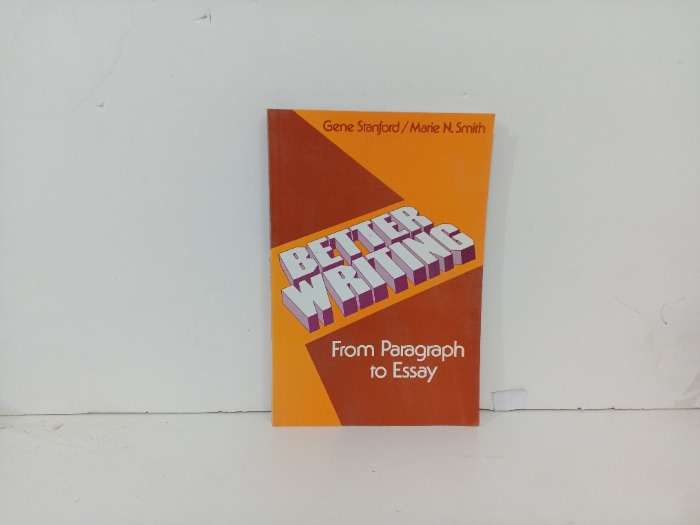 Gene Stanford/Marie N. Smith
BETTER
WRITING
From Paragraph
to Essay